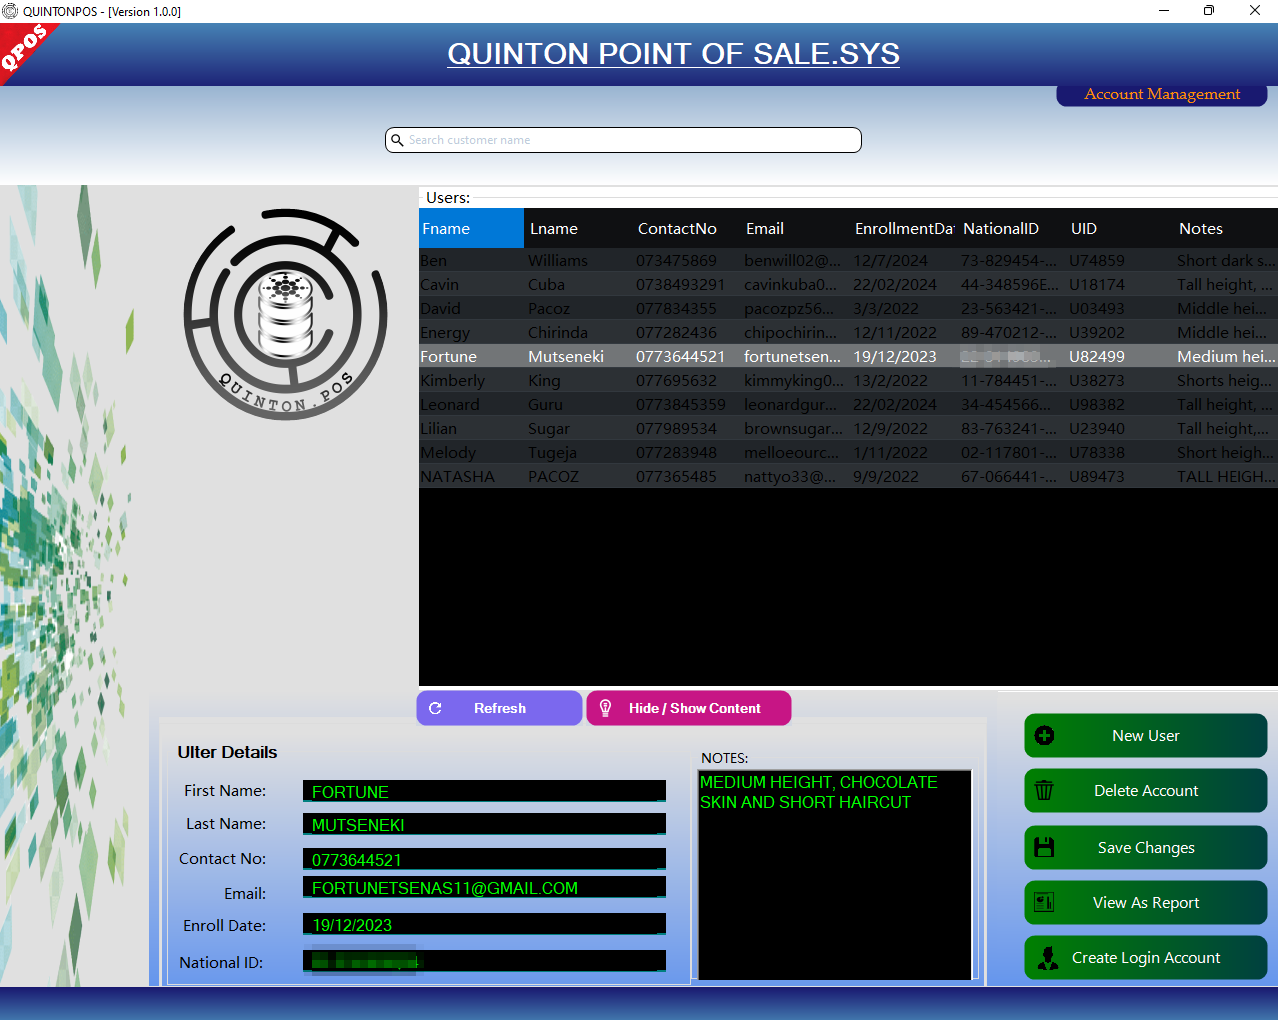 QUINTONPOS - [Version 1.0.0]
QPOS
QUINTON POINT OF SALE.SYS
Account Management
Search customer name
QUINTON.POS
Users:
Fname Lname ContactNo Email EnrollmentDat NationalID UID Notes
Ben Williams 073475869 benwill02@... 12/7/2024 73-829454-... U74859 Short dark s...
Cavin Cuba 0738493291 cavinkuba0... 22/02/2024 44-348596E... U18174 Tall height, ...
David Pacoz 077834355 pacozpz56... 3/3/2022 23-563421-... U03493 Middle hei...
Energy Chirinda 077282436 chipochirin... 12/11/2022 89-470212-... U39202 Middle hei...
Fortune Mutseneki 0773644521 fortunetsen... 19/12/2023 U82499 Medium hei...
Kimberly King 077695632 kimmyking0... 13/2/2022 11-784451-... U38273 Shorts heig...
Leonard Guru 0773845359 leonardgur... 22/02/2024 34-454566... U98382 Tall height, ...
Lilian Sugar 077989534 brownsugar... 12/9/2022 83-763241-... U23940 Tall height,...
Melody Tugeja 077283948 melloeourc... 1/11/2022 02-117801-... U78338 Short heigh...
NATASHA PACOZ 077365485 nattyo33@... 9/9/2022 67-066441-... U89473 TALL HEIGH...
Refresh
Hide / Show Content
Ulter Details
First Name: FORTUNE
Last Name: MUTSENEKI
Contact No: 0773644521
Email: FORTUNETSENAS11@GMAIL.COM
Enroll Date: 19/12/2023
National ID:
NOTES:
MEDIUM HEIGHT, CHOCOLATE
SKIN AND SHORT HAIRCUT
New User
Delete Account
Save Changes
View As Report
Create Login Account